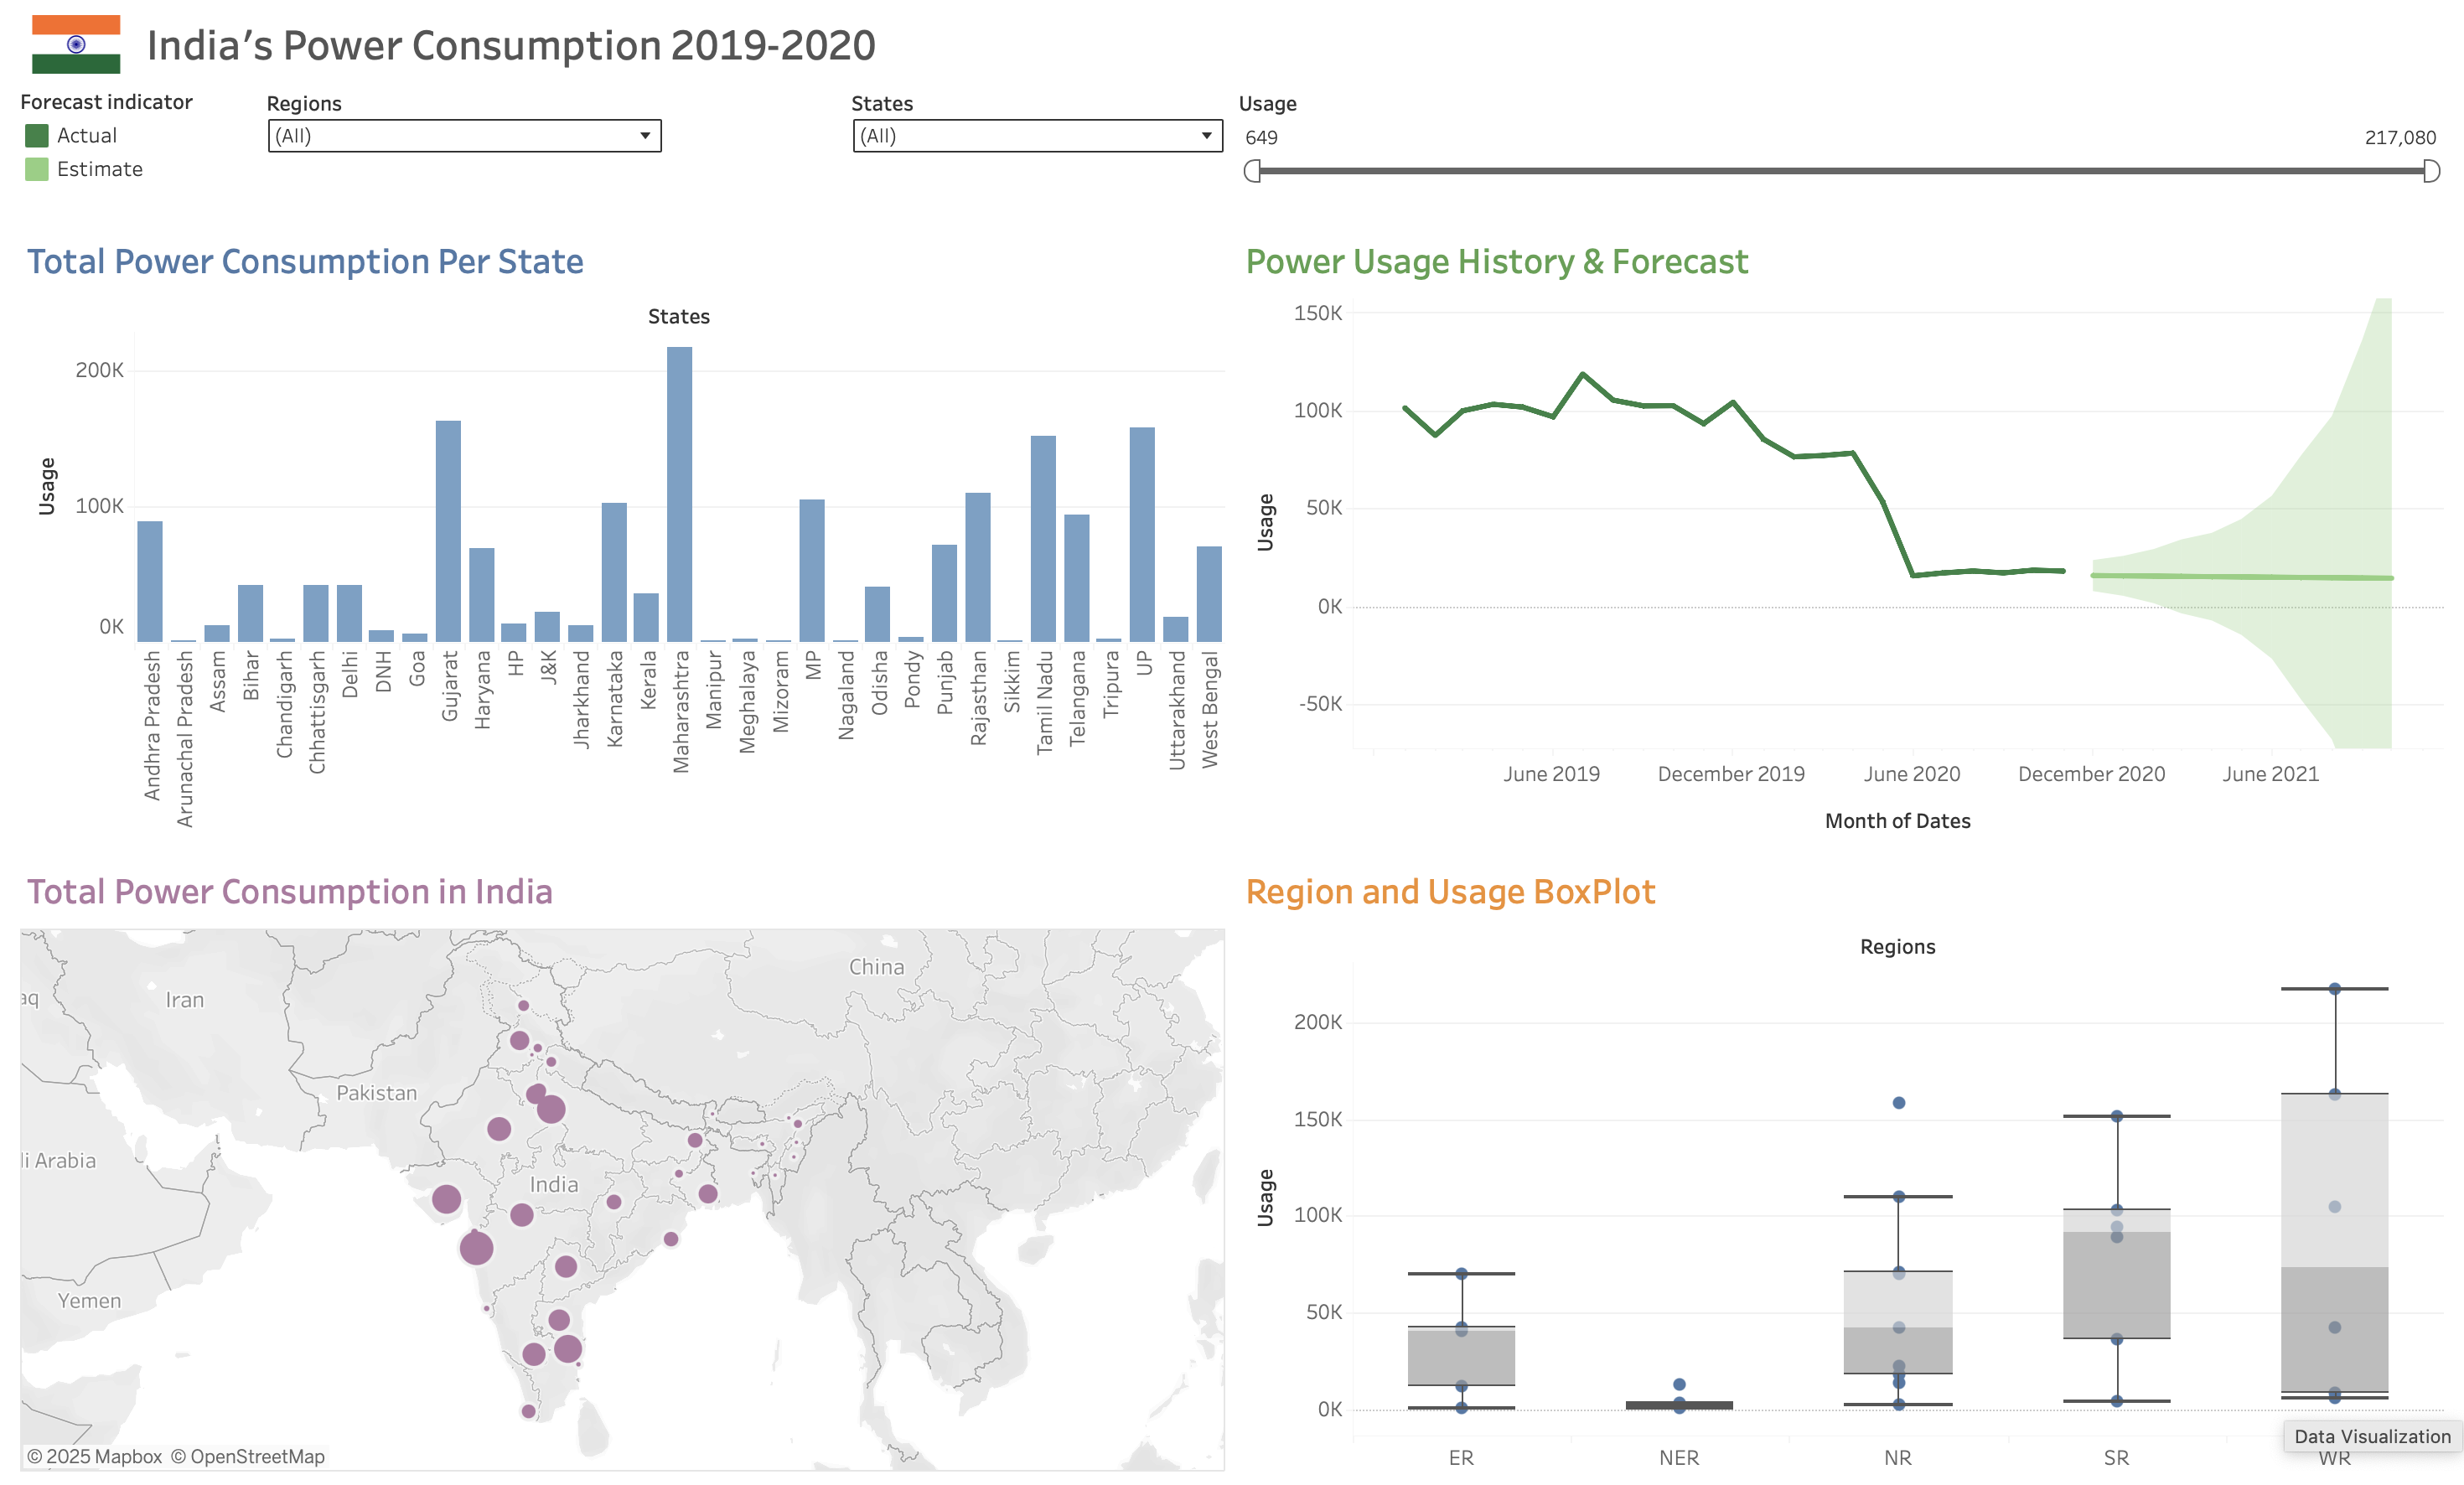 India’s Power Consumption 2019-2020
Forecast indicator
Actual
Estimate
Regions
(All)
States
(All)
Usage
649
217,080
Total Power Consumption Per State
States
Usage
200K
100K
0K
Andhra Pradesh
Arunachal Pradesh
Assam
Bihar
Chandigarh
Chhattisgarh
Delhi
DNH
Goa
Gujarat
Haryana
HP
J&K
Jharkhand
Karnataka
Kerala
Maharashtra
Manipur
Meghalaya
Mizoram
MP
Nagaland
Odisha
Pondy
Punjab
Rajasthan
Sikkim
Tamil Nadu
Telangana
Tripura
UP
Uttarakhand
West Bengal
Power Usage History & Forecast
Usage
150K
100K
50K
0K
-50K
June 2019
December 2019
June 2020
December 2020
June 2021
Month of Dates
Total Power Consumption in India
China
aq
Iran
Pakistan
li Arabia
India
Yemen
© 2025 Mapbox © OpenStreetMap
Region and Usage BoxPlot
Regions
Usage
200K
150K
100K
50K
0K
ER
NER
NR
SR
WR
Data Visualization